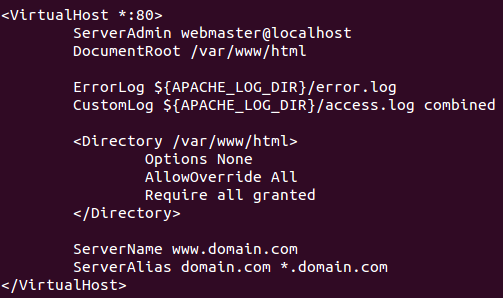 <VirtualHost *:80>
ServerAdmin webmaster@localhost
DocumentRoot /var/www/html
ErrorLog ${APACHE_LOG_DIR}/error.log
CustomLog ${APACHE_LOG_DIR}/access.log combined
<Directory /var/www/html>
Options None
AllowOverride All
Require all granted
</Directory>
ServerName www.domain.com
ServerAlias domain.com *.domain.com
</VirtualHost>